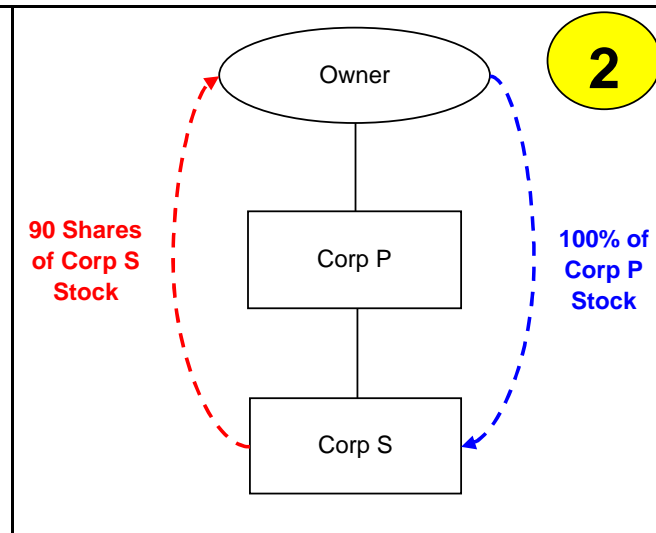 Owner
2
90 Shares
of Corp S
Stock
Corp P
100% of
Corp P
Stock
Corp S